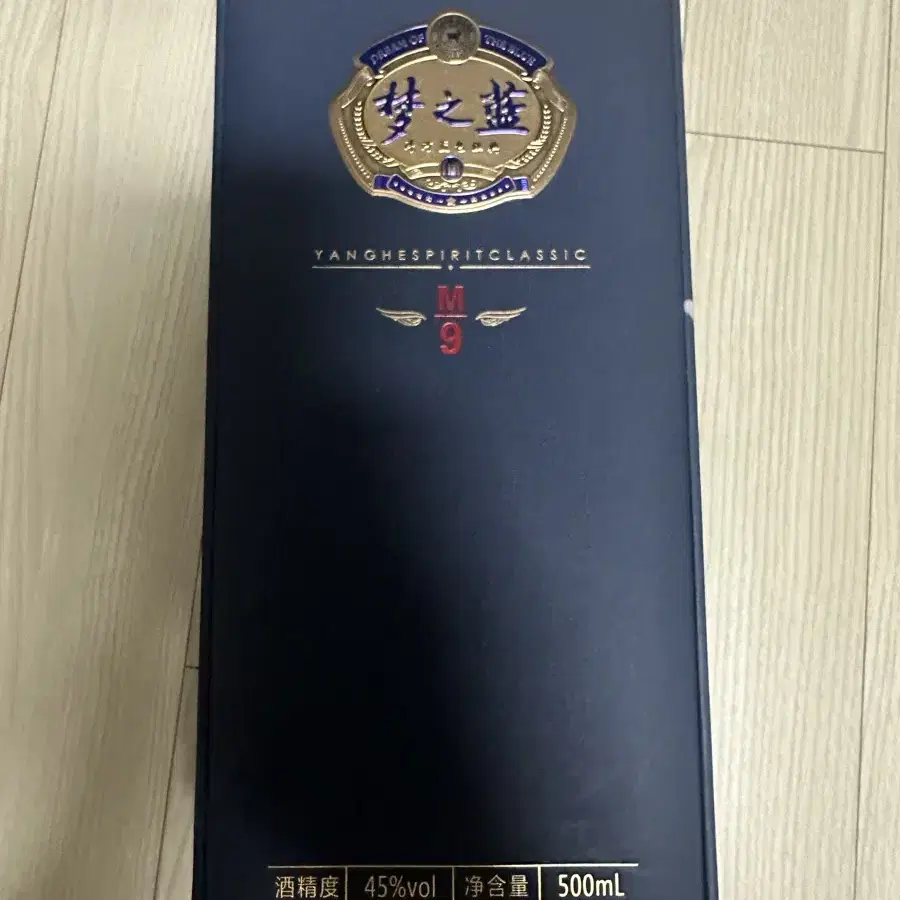 DREAM OF THE BLUE
梦之蓝
M
YANGHESPIRITCLASSIC
M
9
酒精度 45%vol 净含量 500mL